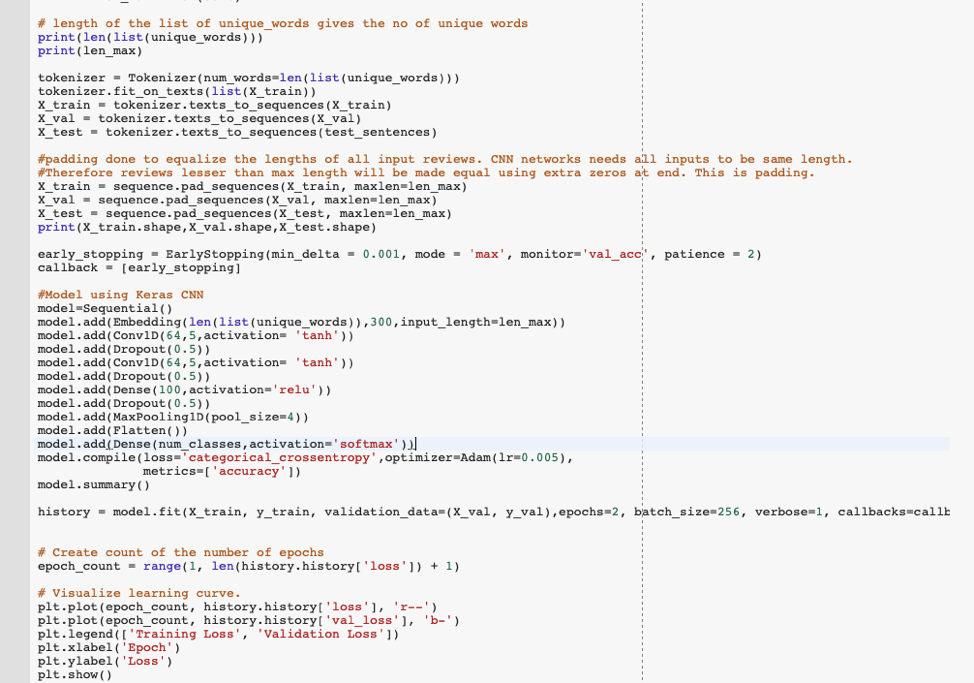 # length of the list of unique_words gives the no of unique words
print(len(list(unique_words)))
print(len_max)
tokenizer = Tokenizer(num_words=len(list(unique_words)))
tokenizer.fit_on_texts(list(X_train))
X_train = tokenizer.texts_to_sequences(X_train)
X_val = tokenizer.texts_to_sequences(X_val)
X_test = tokenizer.texts_to_sequences(test_sentences)
#padding done to equalize the lengths of all input reviews. CNN networks needs all inputs to be same length.
#Therefore reviews lesser than max length will be made equal using extra zeros at end. This is padding.
X_train = sequence.pad_sequences(X_train, maxlen=len_max)
X_val = sequence.pad_sequences(X_val, maxlen=len_max)
X_test = sequence.pad_sequences(X_test, maxlen=len_max)
print(X_train.shape,X_val.shape,X_test.shape)
early_stopping = EarlyStopping(min_delta = 0.001, mode = 'max', monitor='val_acc', patience = 2)
callback = [early_stopping]
#Model using Keras CNN
model=Sequential()
model.add(Embedding(len(list(unique_words)),300,input_length=len_max))
model.add(Conv1D(64,5,activation= 'tanh'))
model.add(Dropout(0.5))
model.add(Conv1D(64,5,activation= 'tanh'))
model.add(Dropout(0.5))
model.add(Dense(100,activation='relu'))
model.add(Dropout(0.5))
model.add(MaxPooling1D(pool_size=4))
model.add(Flatten())
model.add(Dense(num_classes,activation='softmax'))
model.compile(loss='categorical_crossentropy',optimizer=Adam(lr=0.005),
metrics=['accuracy'])
model.summary()
history = model.fit(X_train, y_train, validation_data=(X_val, y_val),epochs=2, batch_size=256, verbose=1, callbacks=callb
# Create count of the number of epochs
epoch_count = range(1, len(history.history['loss']) + 1)
# Visualize learning curve.
plt.plot(epoch_count, history.history['loss'], 'r--')
plt.plot(epoch_count, history.history['val_loss'], 'b-')
plt.legend(['Training Loss', 'Validation Loss'])
plt.xlabel('Epoch')
plt.ylabel('Loss')
plt.show()